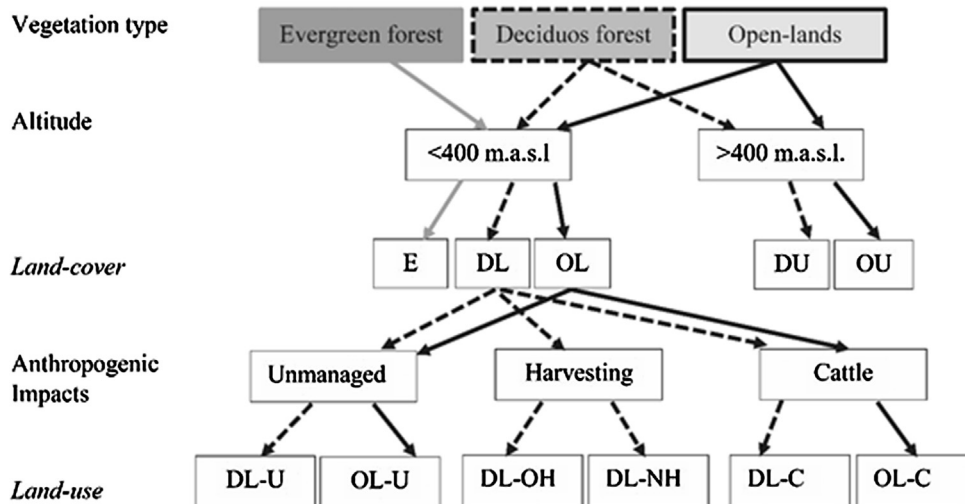 Vegetation type
Evergreen forest Deciduos forest Open-lands
Altitude
<400 m.a.s.l >400 m.a.s.l.
Land-cover
E DL OL DU OU
Anthropogenic
Impacts
Unmanaged Harvesting Cattle
Land-use
DL-U OL-U DL-OH DL-NH DL-C OL-C